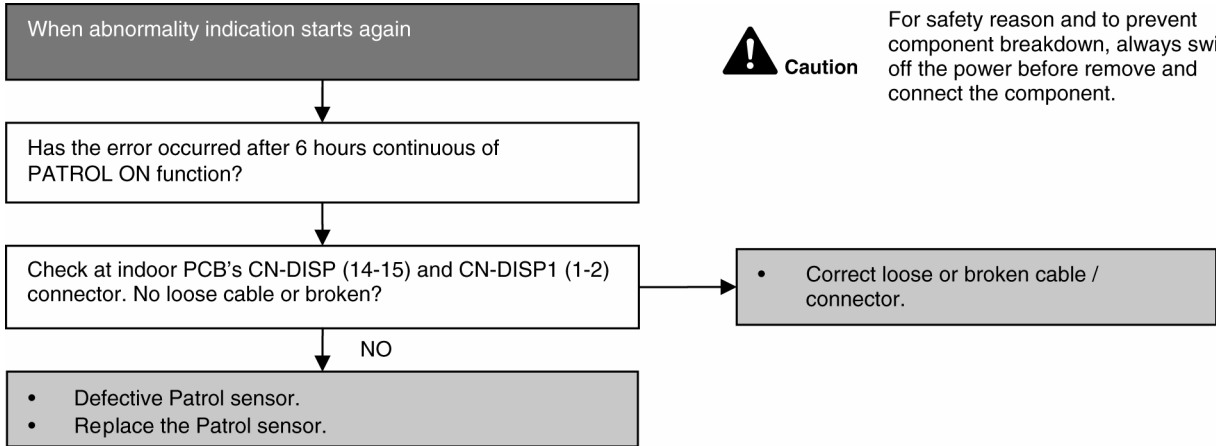 When abnormality indication starts again
For safety reason and to prevent
component breakdown, always swi
off the power before remove and
connect the component.
Caution
Has the error occurred after 6 hours continuous of
PATROL ON function?
Check at indoor PCB's CN-DISP (14-15) and CN-DISP1 (1-2)
connector. No loose cable or broken?
• Correct loose or broken cable /
connector.
NO
• Defective Patrol sensor.
• Replace the Patrol sensor.